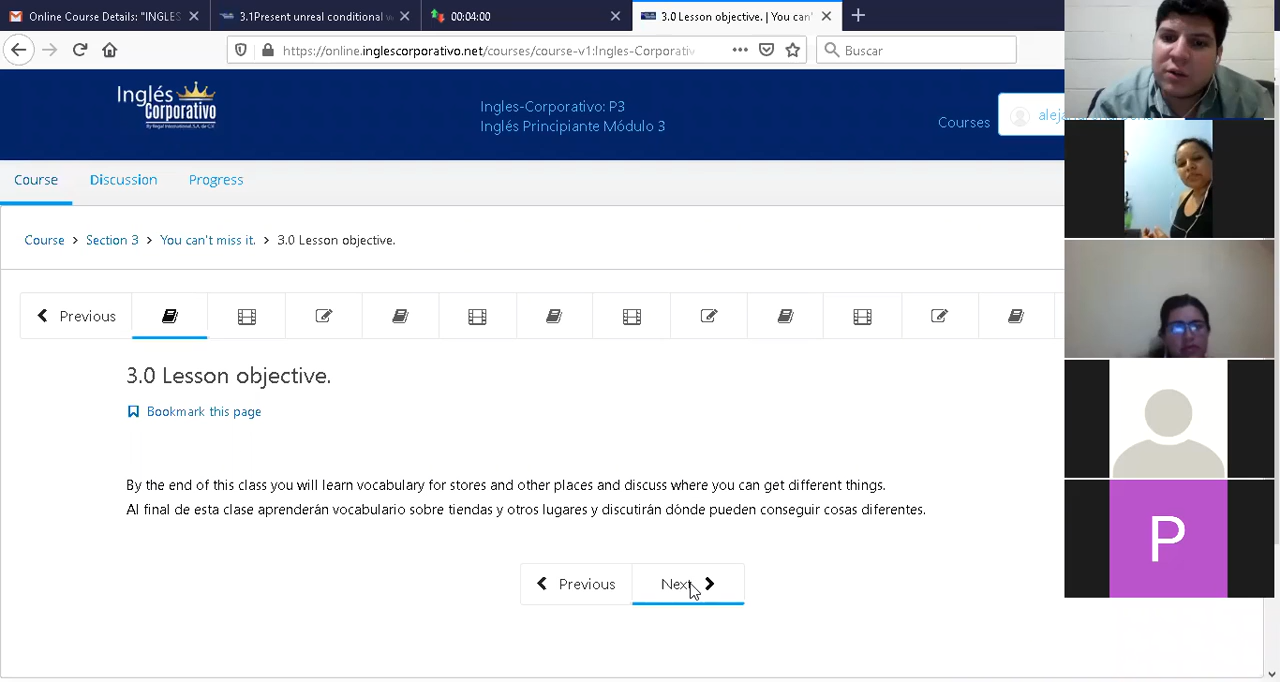 Online Course Details: "INGLES
3.1Present unreal conditional
00:04:00
3.0 Lesson objective. | You can'
https://online.inglescorporativo.net/courses/course-v1:Ingles-Corporativ
Buscar
Inglés
Corporativo
Ingles-Corporativo: P3
Inglés Principiante Módulo 3
Courses
Course
Discussion
Progress
Course > Section 3 > You can't miss it. > 3.0 Lesson objective.
Previous
3.0 Lesson objective.
Bookmark this page
By the end of this class you will learn vocabulary for stores and other places and discuss where you can get different things.
Al final de esta clase aprenderán vocabulario sobre tiendas y otros lugares y discutirán dónde pueden conseguir cosas diferentes.
Previous
Next
P